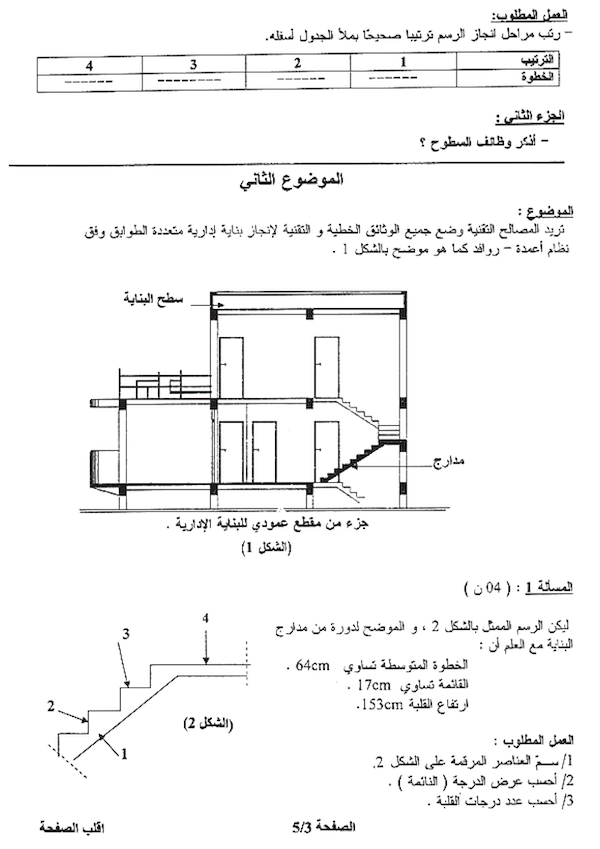 العمل المطلوب:
- رتب مراحل انجاز الرسم ترتيبا صحيحًا بملأ الجدول أسفله.
الترتيب 1 2 3 4
الخطوة ------ ------ -------- ------
الجزء الثاني :
- أذكر وظائف السطوح ؟
الموضوع الثاني
الموضوع :
تريد المصالح التقنية وضع جميع الوثائق الخطية و التقنية لإنجاز بناية إدارية متعددة الطوابق وفق
نظام أعمدة - روافد كما هو موضح بالشكل 1 .
سطح البناية
مدارج
جزء من مقطع عمودي للبناية الإدارية .
(الشكل 1)
المسألة 1 : ( 04 ن )
ليكن الرسم الممثل بالشكل 2 ، و الموضح لدورة من مدارج
البناية مع العلم أن :
الخطوة المتوسطة تساوي 64cm .
القائمة تساوي 17cm .
ارتفاع القلبة 153cm.
4
3
2
1
(الشكل 2)
العمل المطلوب :
1/ سـمّ العناصر المرقمة على الشكل 2.
2/ أحسب عرض الدرجة ( النائمة ) .
3/ أحسب عدد درجات القلبة .
الصفحة 5/3
اقلب الصفحة